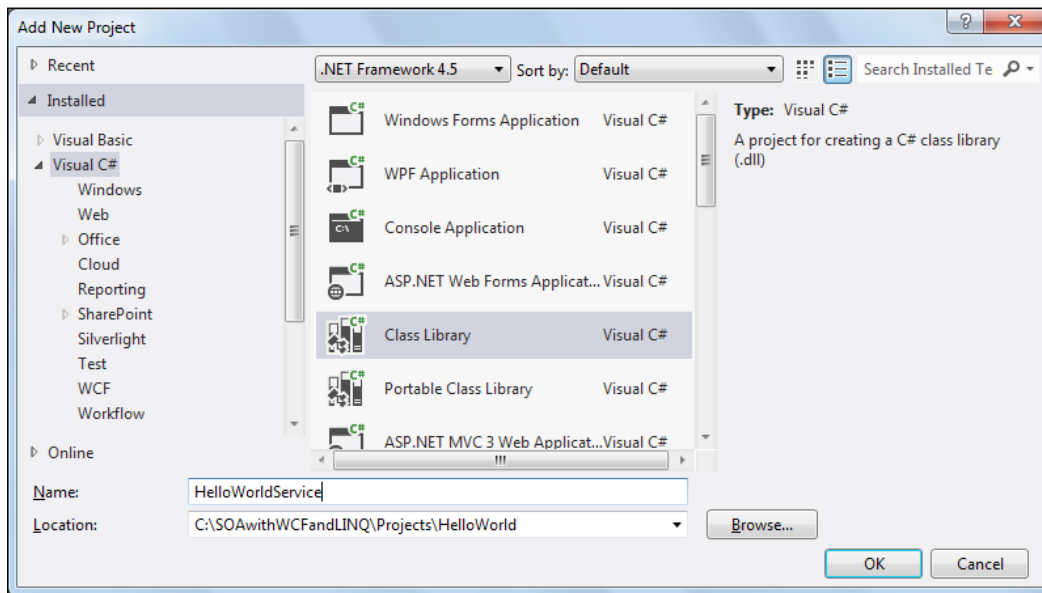 Add New Project
Recent
.NET Framework 4.5
Sort by:
Default
Search Installed Te
Installed
Visual Basic
Visual C#
Windows
Web
Office
Cloud
Reporting
SharePoint
Silverlight
Test
WCF
Workflow
Online
Windows Forms Application Visual C#
WPF Application Visual C#
Console Application Visual C#
ASP.NET Web Forms Applicat... Visual C#
Class Library Visual C#
Portable Class Library Visual C#
ASP.NET MVC 3 Web Applicat...Visual C#
Type: Visual C#
A project for creating a C# class library
(.dll)
Name: HelloWorldService
Location: C:\SOAwithWCFandLINQ\Projects\HelloWorld
Browse...
OK Cancel